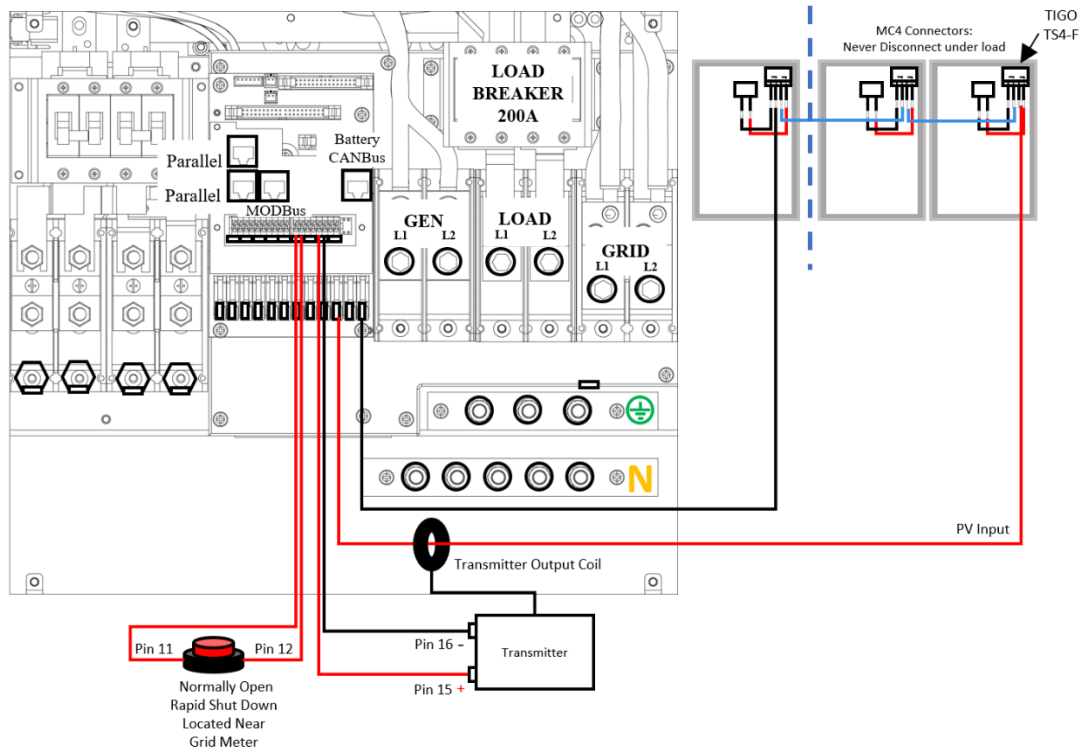 TIGO
TS4-F
MC4 Connectors:
Never Disconnect under load
LOAD
BREAKER
200A
Battery
CANBus
Parallel
Parallel
MODBus
GEN
L1 L2
LOAD
L1 L2
GRID
L1 L2
N
PV Input
Transmitter Output Coil
Pin 11
Pin 12
Pin 16 -
Transmitter
Pin 15 +
Normally Open
Rapid Shut Down
Located Near
Grid Meter